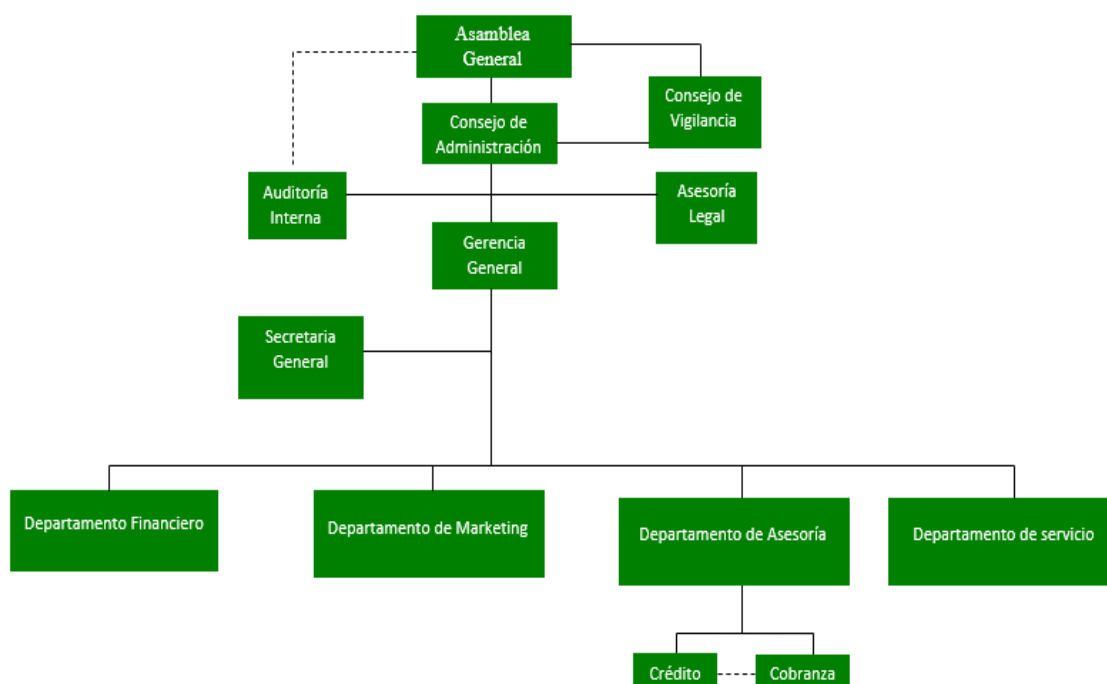 Asamblea
General
Consejo de
Vigilancia
Consejo de
Administración
Auditoría
Interna
Asesoría
Legal
Gerencia
General
Secretaria
General
Departamento Financiero
Departamento de Marketing
Departamento de Asesoría
Departamento de servicio
Crédito
Cobranza